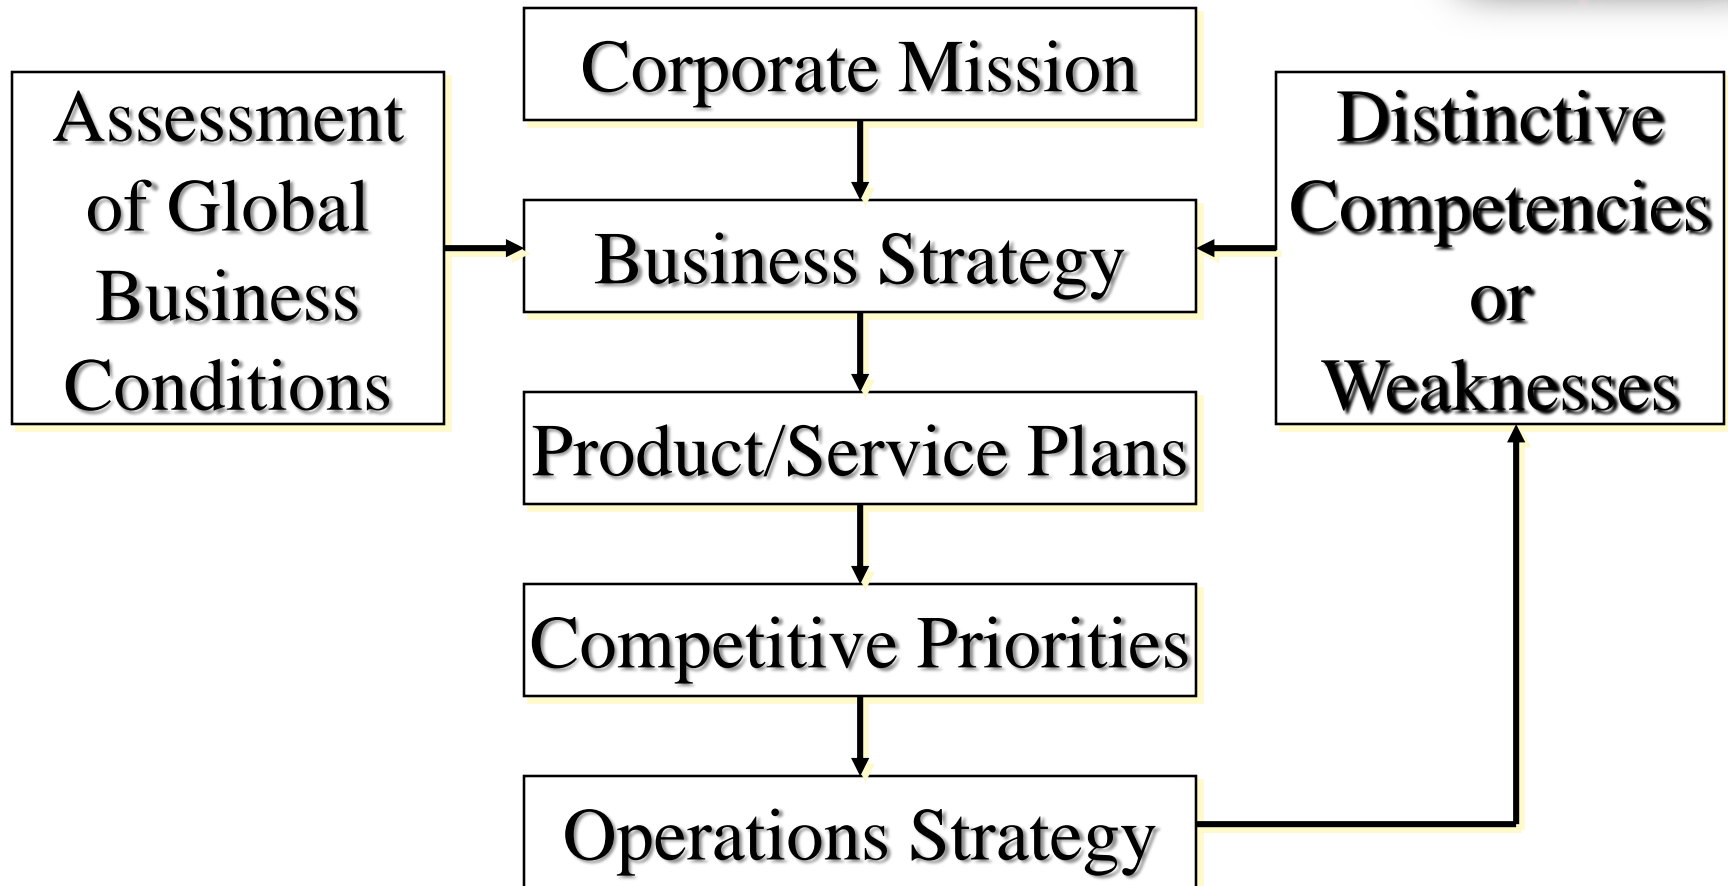 Corporate Mission
Assessment
of Global
Business
Conditions
Distinctive
Competencies
or
Weaknesses
Business Strategy
Product/Service Plans
Competitive Priorities
Operations Strategy